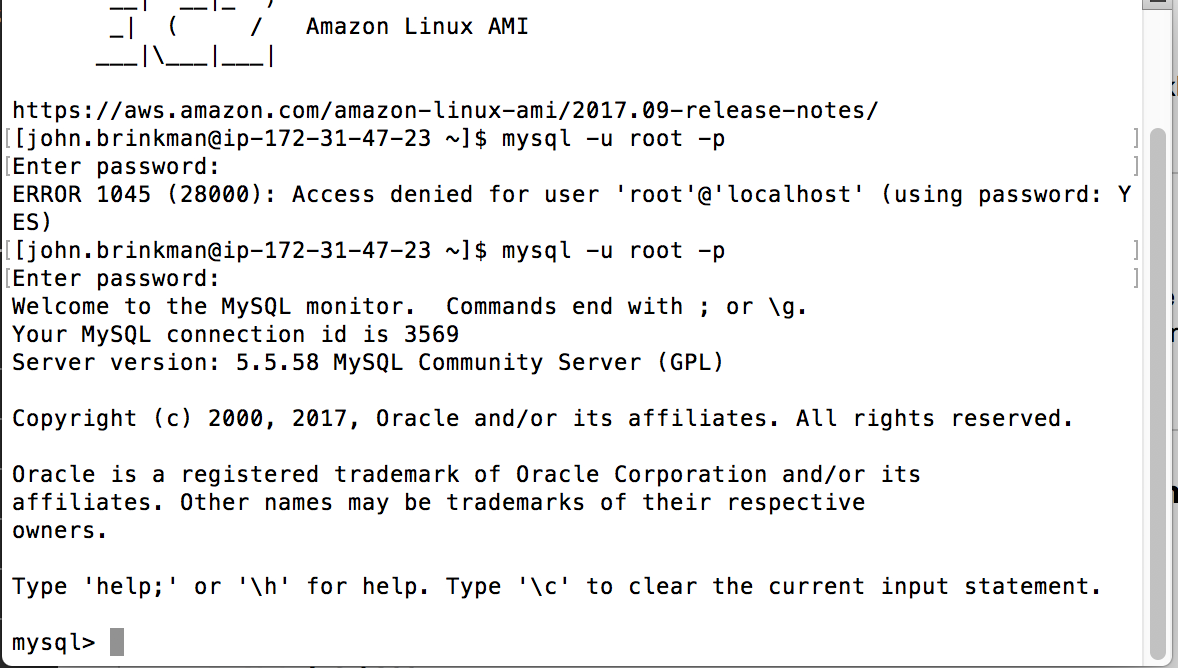 __|  __|_  )
_|  (     /   Amazon Linux AMI
___|\___|___|
https://aws.amazon.com/amazon-linux-ami/2017.09-release-notes/
[[john.brinkman@ip-172-31-47-23 ~]$ mysql -u root -p ]
[Enter password: ]
ERROR 1045 (28000): Access denied for user 'root'@'localhost' (using password: Y
ES)
[[john.brinkman@ip-172-31-47-23 ~]$ mysql -u root -p ]
[Enter password: ]
Welcome to the MySQL monitor.  Commands end with ; or \g.
Your MySQL connection id is 3569
Server version: 5.5.58 MySQL Community Server (GPL)
Copyright (c) 2000, 2017, Oracle and/or its affiliates. All rights reserved.
Oracle is a registered trademark of Oracle Corporation and/or its
affiliates. Other names may be trademarks of their respective
owners.
Type 'help;' or '\h' for help. Type '\c' to clear the current input statement.
mysql>